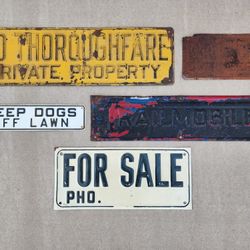 O THOROUGHFARE
RIVATE PROPERTY
EEP DOGS
FF LAWN
FOR SALE
PHO.